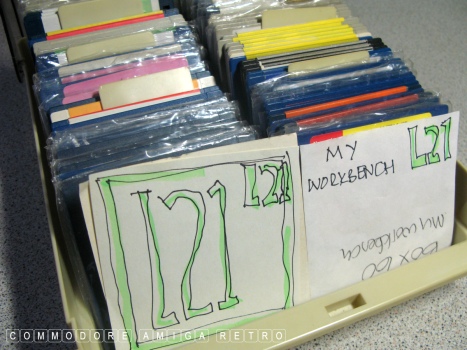 L21
L21
MY
WORKBENCH
L21
BOX 60
My workbench
COMMODORE AMIGA RETRO